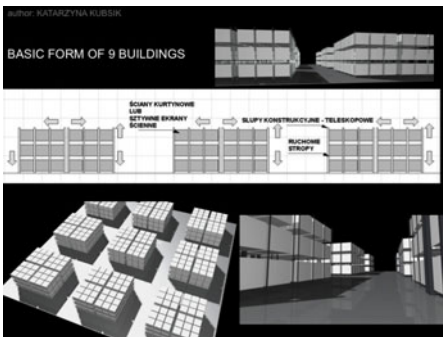 author: KATARZYNA KUBSIK
BASIC FORM OF 9 BUILDINGS
ŚCIANY KURTYNOWE
LUB
SZTYWNE EKRANY
ŚCIENNE
SŁUPY KONSTRUKCYJNE - TELESKOPOWE
RUCHOME
STROPY